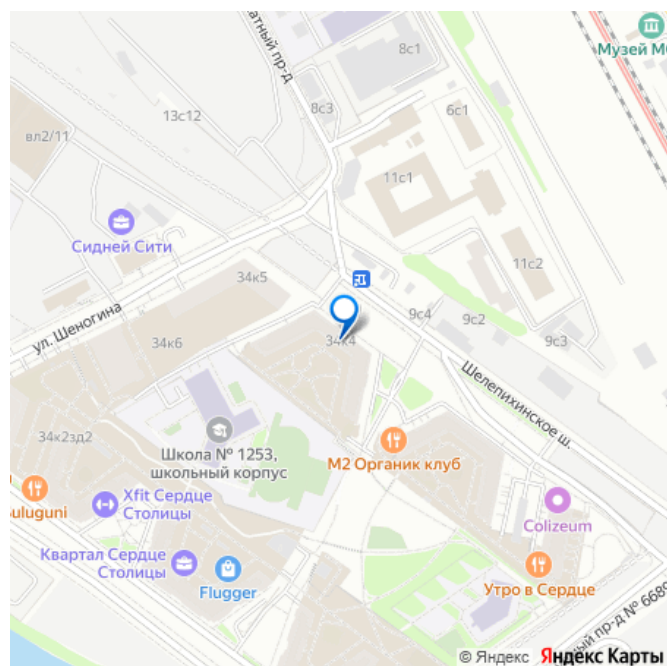 атный пр-д
8с1
8с3
6с1
Музей М
13с12
вл2/11
11с1
Сидней Сити
11с2
34к5
ул. Шеногина
9с4
9с2
9с3
34к4
34к6
Шелепихинское ш.
34к2зд2
Школа № 1253,
школьный корпус
М2 Органик клуб
uluguni
Xfit Сердце
Столицы
Colizeum
Квартал Сердце
Столицы
Flugger
Утро в Сердце
ный пр-д № 6689
© Яндекс Яндекс Карты